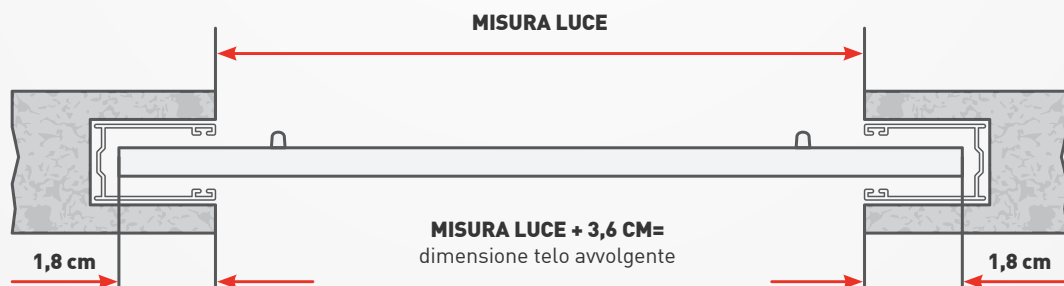 MISURA LUCE
MISURA LUCE + 3,6 CM=
dimensione telo avvolgente
1,8 cm
1,8 cm